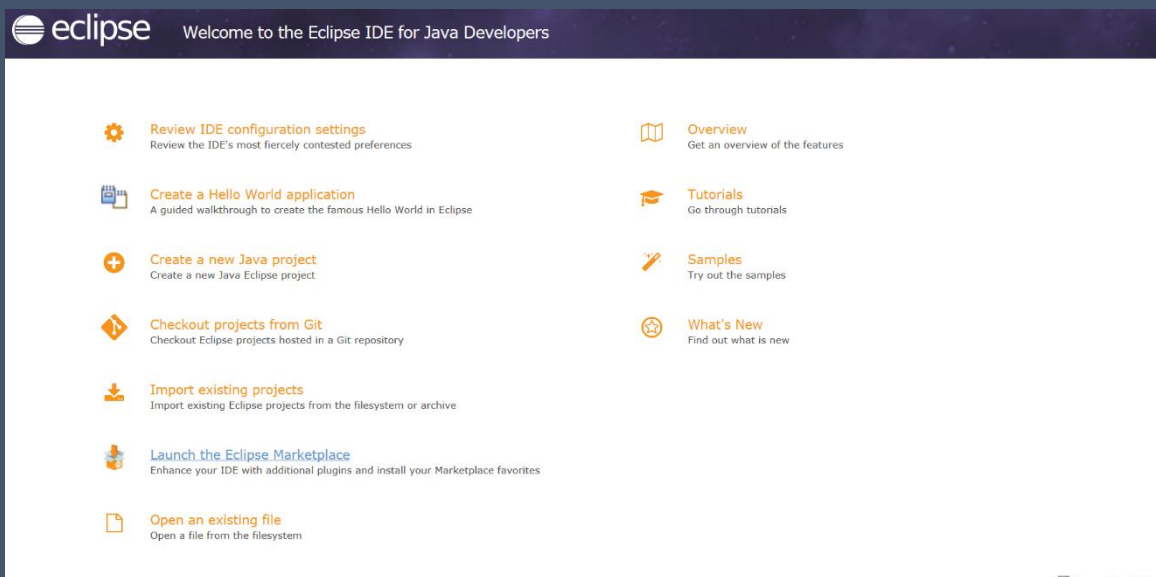 eclipse Welcome to the Eclipse IDE for Java Developers
Review IDE configuration settings
Review the IDE's most fiercely contested preferences
Create a Hello World application
A guided walkthrough to create the famous Hello World in Eclipse
Create a new Java project
Create a new Java Eclipse project
Checkout projects from Git
Checkout Eclipse projects hosted in a Git repository
Import existing projects
Import existing Eclipse projects from the filesystem or archive
Launch the Eclipse Marketplace
Enhance your IDE with additional plugins and install your Marketplace favorites
Open an existing file
Open a file from the filesystem
Overview
Get an overview of the features
Tutorials
Go through tutorials
Samples
Try out the samples
What's New
Find out what is new